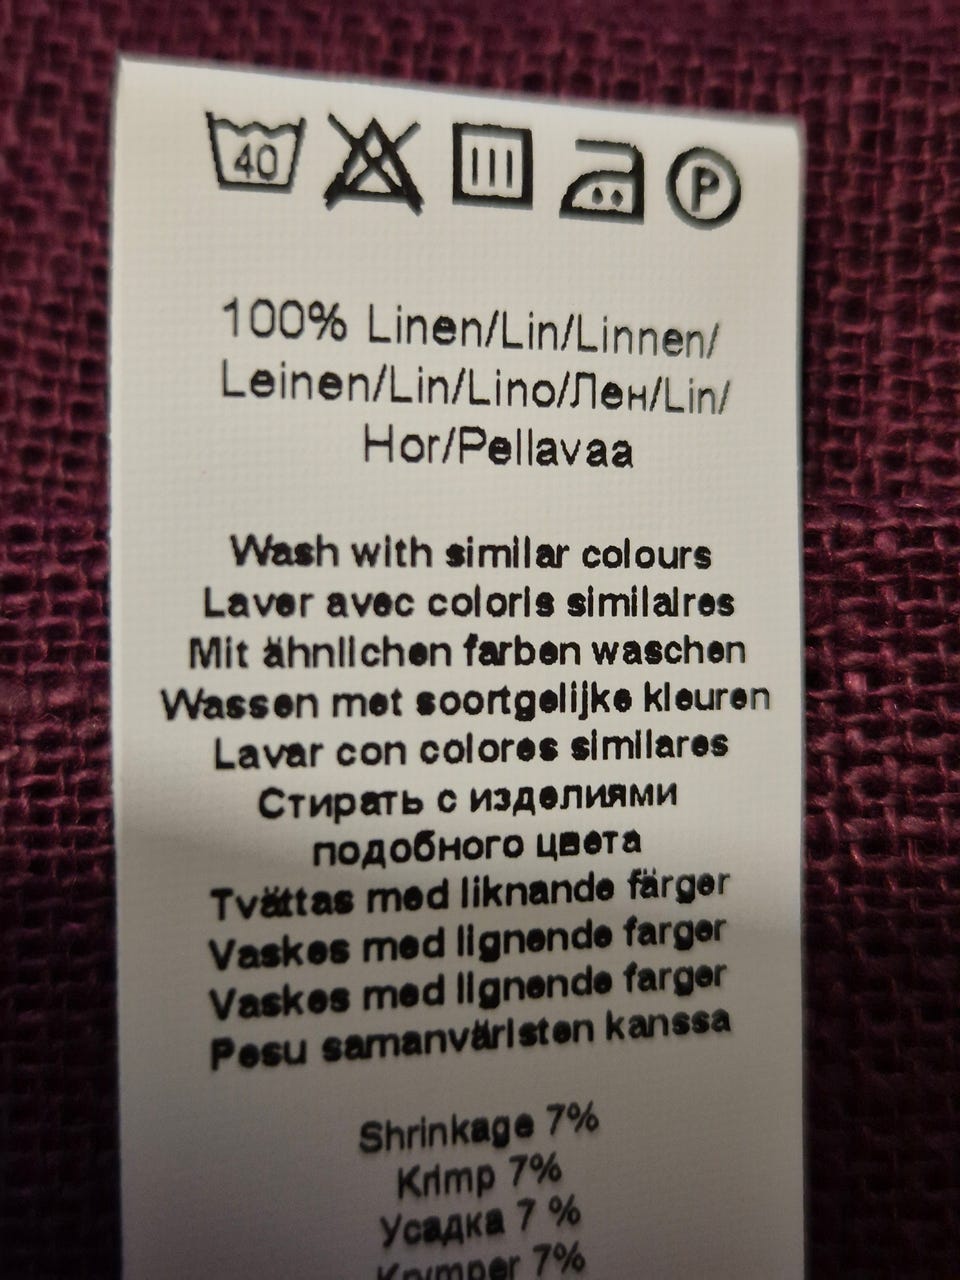 40
P
100% Linen/Lin/Linnen/
Leinen/Lin/Lino/Лен/Lin/
Hor/Pellavaa
Wash with similar colours
Laver avec coloris similaires
Mit ähnlichen farben waschen
Wassen met soortgelijke kleuren
Lavar con colores similares
Стирать с изделиями
подобного цвета
Tvättas med liknande färger
Vaskes med lignende farger
Vaskes med lignende farger
Pesu samanväristen kanssa
Shrinkage 7%
Krimp 7%
Усадка 7 %
Krymper 7%